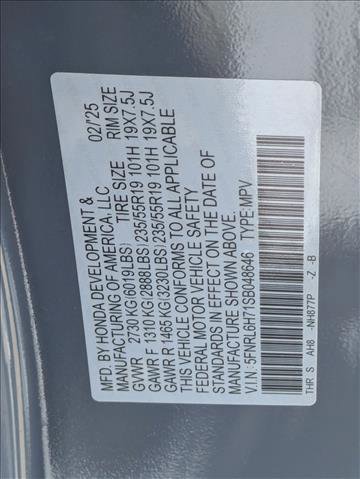 MFD. BY HONDA DEVELOPMENT &
MANUFACTURING OF AMERICA, LLC 02/'25
TIRE SIZE RIM SIZE
GVWR 2730 KG(6019LBS)
GAWR F 1310 KG(2888LBS) 235/55R19 101H 19X7.5J
GAWR R 1465 KG(3230LBS) 235/55R19 101H 19X7.5J
THIS VEHICLE CONFORMS TO ALL APPLICABLE
FEDERAL MOTOR VEHICLE SAFETY
STANDARDS IN EFFECT ON THE DATE OF
MANUFACTURE SHOWN ABOVE.
V.I.N: 5FNRL6H71SB048646 TYPE:MPV
THR S AH8 -NH877P -Z -B